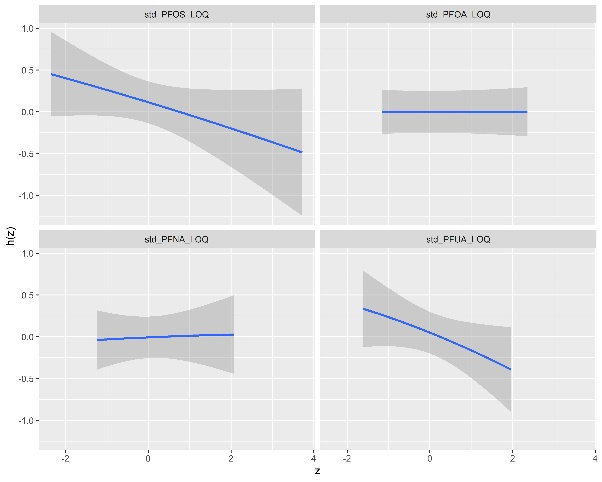 std_PFOS_LOQ
std_PFOA_LOQ
1.0
0.5
0.0
-0.5
-1.0
std_PFNA_LOQ
std_PFUA_LOQ
h(z)
1.0
0.5
0.0
-0.5
-1.0
-2 0 2 4 -2 0 2 4
z